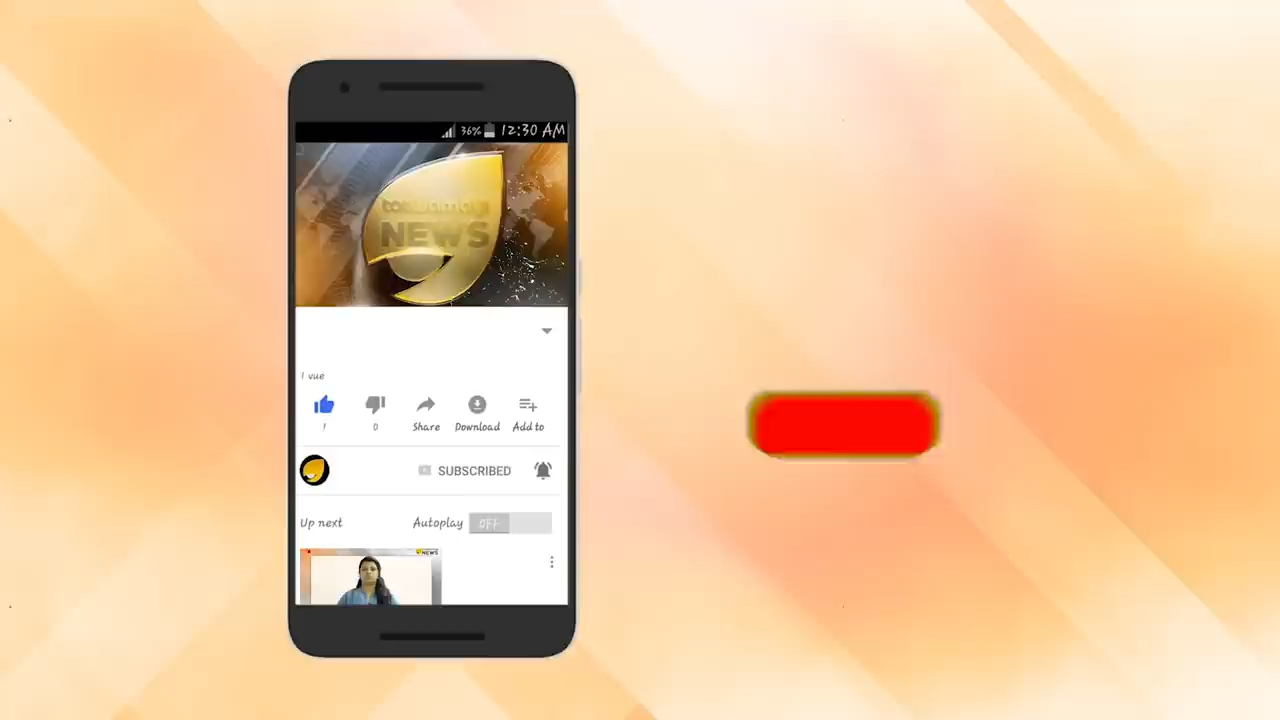 36% 12:30 AM
NEWS
1 vue
1 0 Share Download Add to
SUBSCRIBED
Up next Autoplay OFF
NEWS